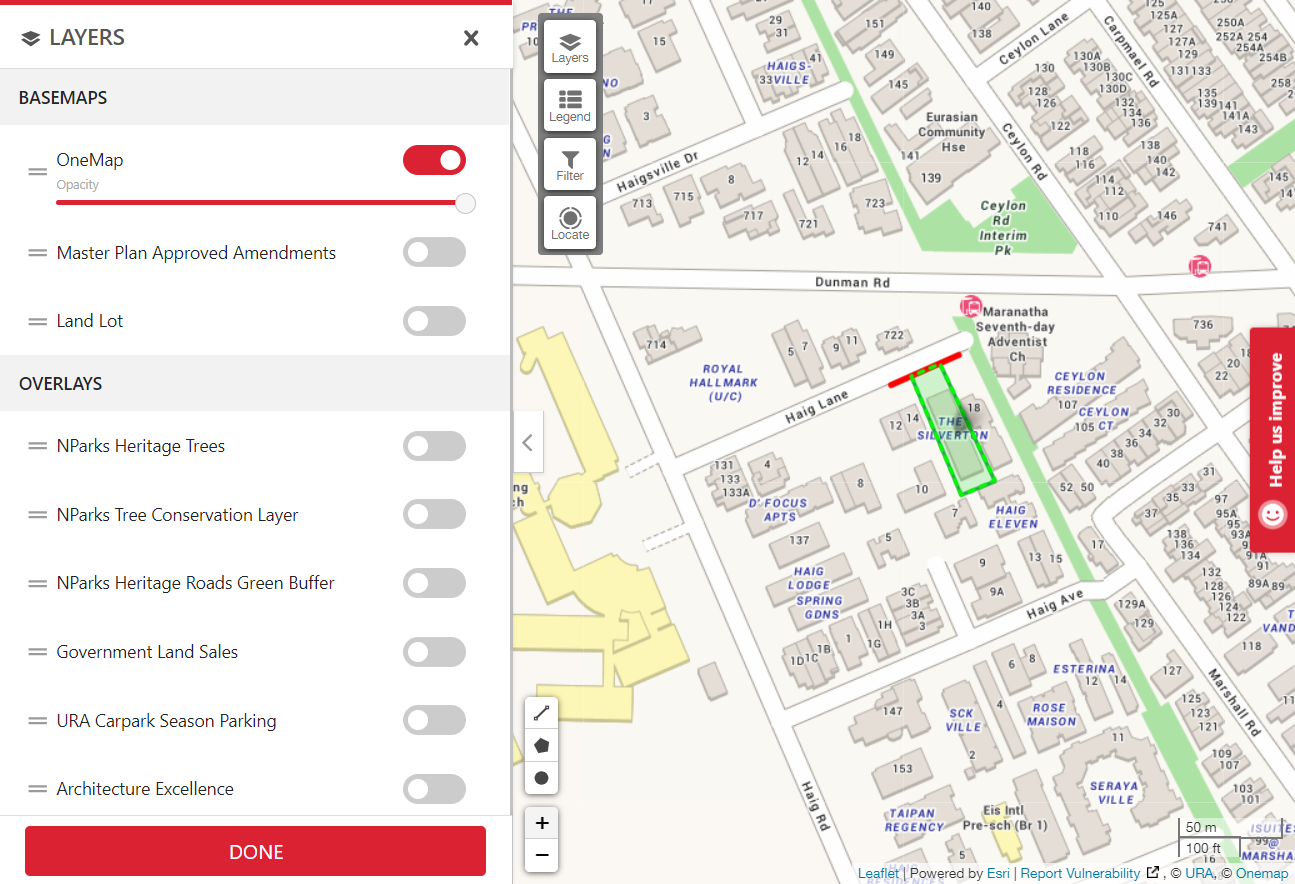 LAYERS
BASEMAPS
OneMap
Opacity
Master Plan Approved Amendments
Land Lot
OVERLAYS
NParks Heritage Trees
NParks Tree Conservation Layer
NParks Heritage Roads Green Buffer
Government Land Sales
URA Carpark Season Parking
Architecture Excellence
DONE
Layers
Legend
Filter
Locate
15
29
31
HAIGS-
VILLE
33
41
151
149
145
140
138
Ceylon Lane
Carpmael Rd
125
125A
127
127A
129
131
133
250A
252A
254
254A
254B
258
130
130A
130B
130C
130D
128
126
122
132
134
136
135
139
141
141A
143
3
Haigsville Dr
12
14
16
18
Eurasian
Community
Hse
141
139
Ceylon Rd
118
116
114
112
110
138
140
142
146
145
741
713
715
8
717
721
723
Ceylon
Rd
Interim
Pk
Dunman Rd
Maranatha
Seventh-day
Adventist
Ch
736
714
5
7
9
11
722
ROYAL
HALLMARK
(U/C)
Haig Lane
12
14
18
THE
SILVERTON
CEYLON
RESIDENCE
107
CEYLON
CT
105
30
32
34
36
38
40
20
22
131
133
133A
4
D' FOCUS
APTS
8
10
7
HAIG
ELEVEN
52
50
31
33
35
37
97
95A
95
93A
91A
91
89A
89
137
5
9
9A
13
15
17
138
136
134
132
128
126
124
122
HAIG
LODGE
SPRING
GDNS
3C
3B
3A
3
1H
1G
1
1B
1C
1D
Haig Ave
129A
129
118
6
8
ESTERINA
12
14
127
125
123
121
Marshall Rd
147
SCK
VILLE
4
2
ROSE
MAISON
11
109
107
103
101
153
SERAYA
VILLE
Haig Rd
TAIPAN
REGENCY
Eis Intl
Pre-sch (Br 1)
5
16
99
50 m
100 ft
Help us improve
+
−
Leaflet | Powered by Esri | Report Vulnerability , © URA, © Onemap